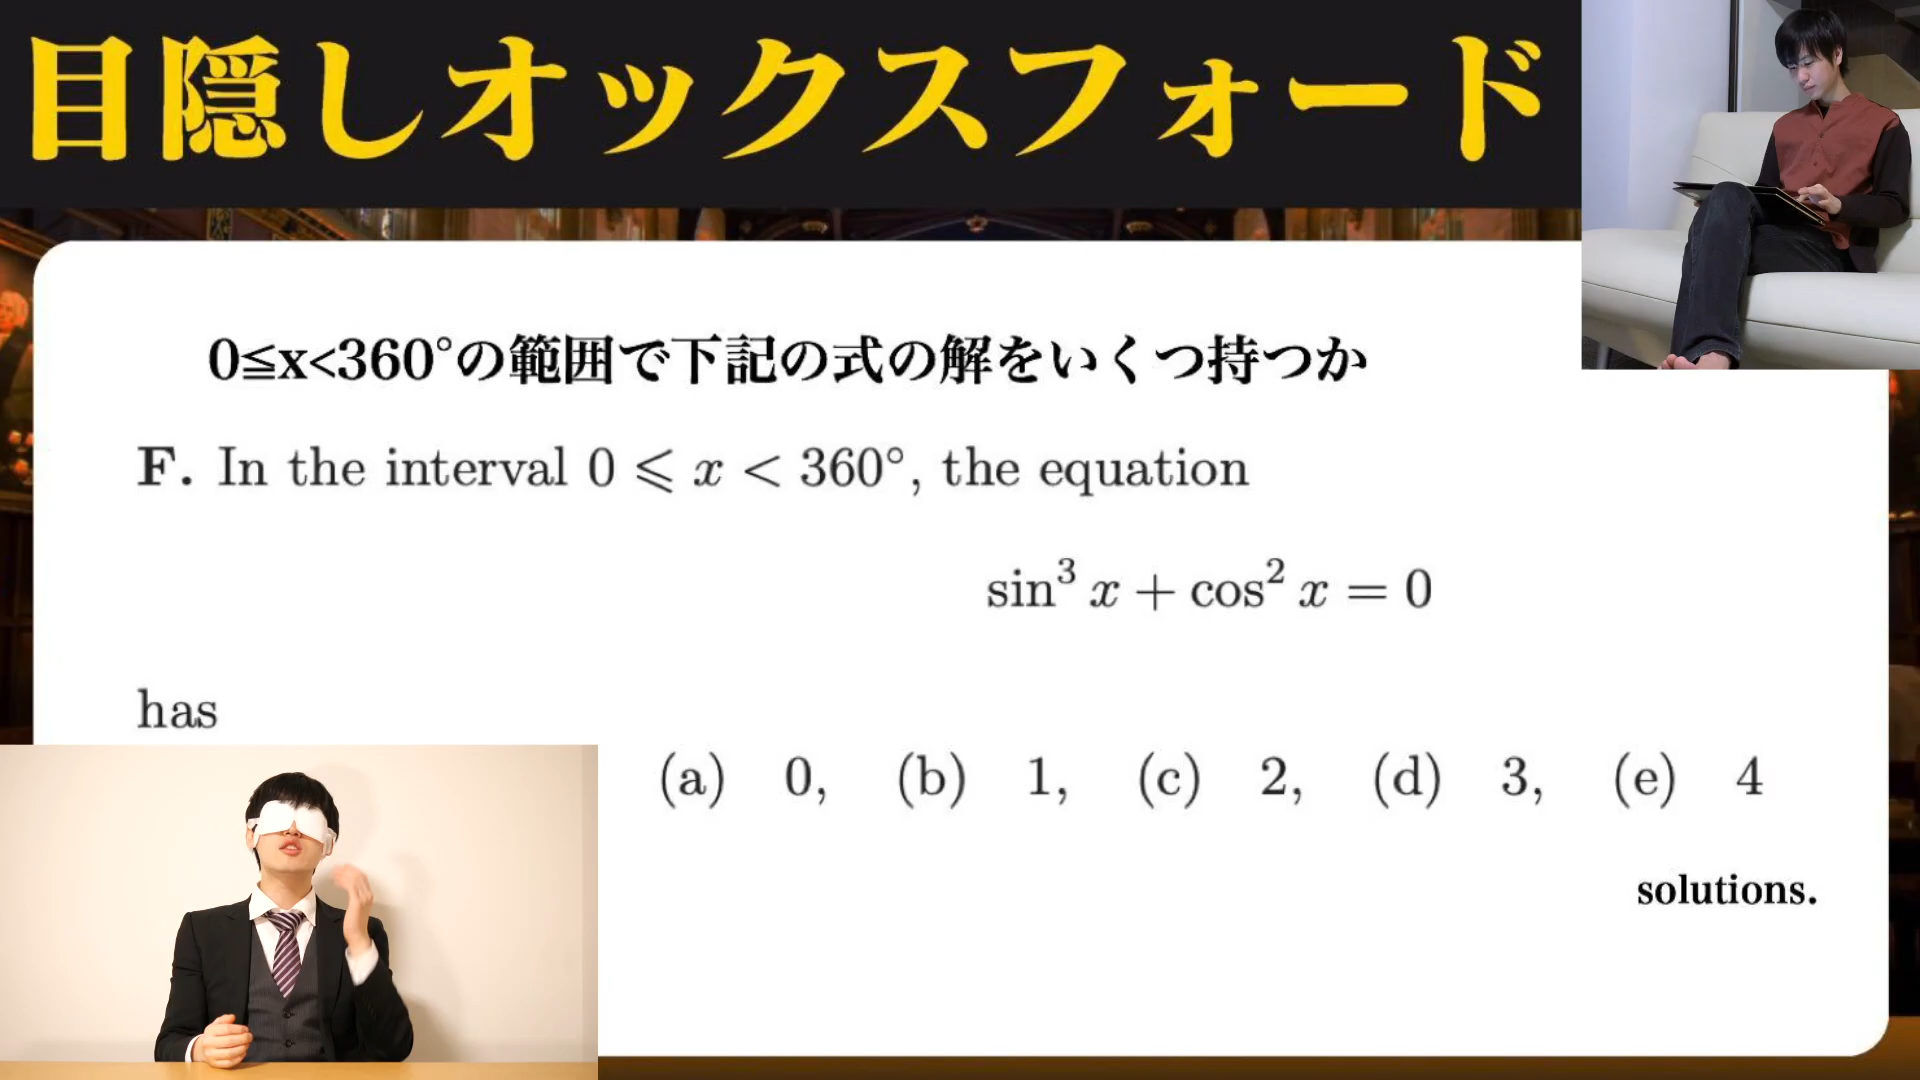 目隠しオックスフォード
0≦x<360°の範囲で下記の式の解をいくつ持つか
F. In the interval 0 ⩽ x < 360°, the equation
sin³ x + cos² x = 0
has
(a) 0, (b) 1, (c) 2, (d) 3, (e) 4
solutions.